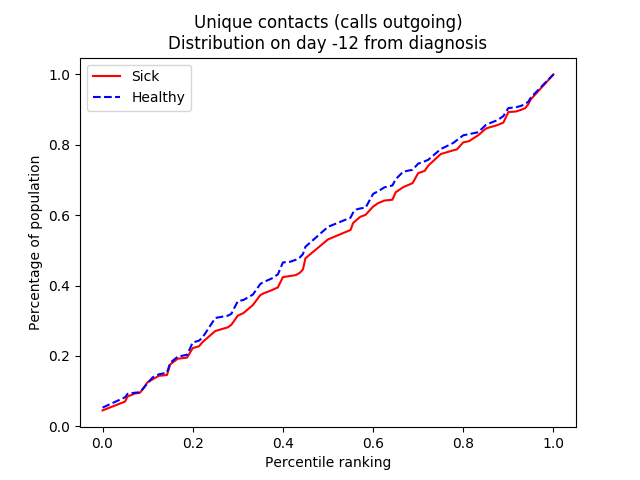 Unique contacts (calls outgoing)
Distribution on day -12 from diagnosis
Sick
Healthy
Percentage of population
1.0
0.8
0.6
0.4
0.2
0.0
0.0 0.2 0.4 0.6 0.8 1.0
Percentile ranking